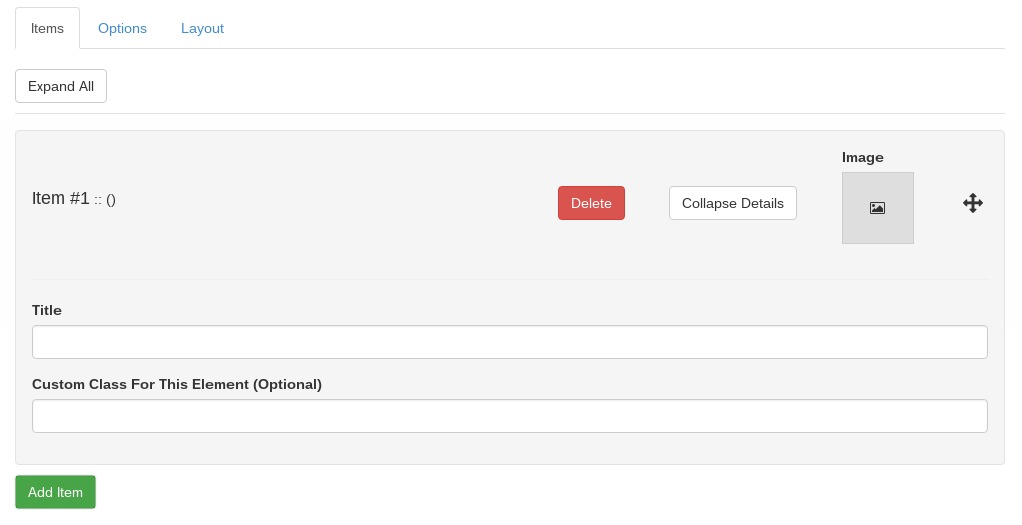 Items Options Layout
Expand All
Image
Item #1 :: ()
Delete
Collapse Details
Title
Custom Class For This Element (Optional)
Add Item